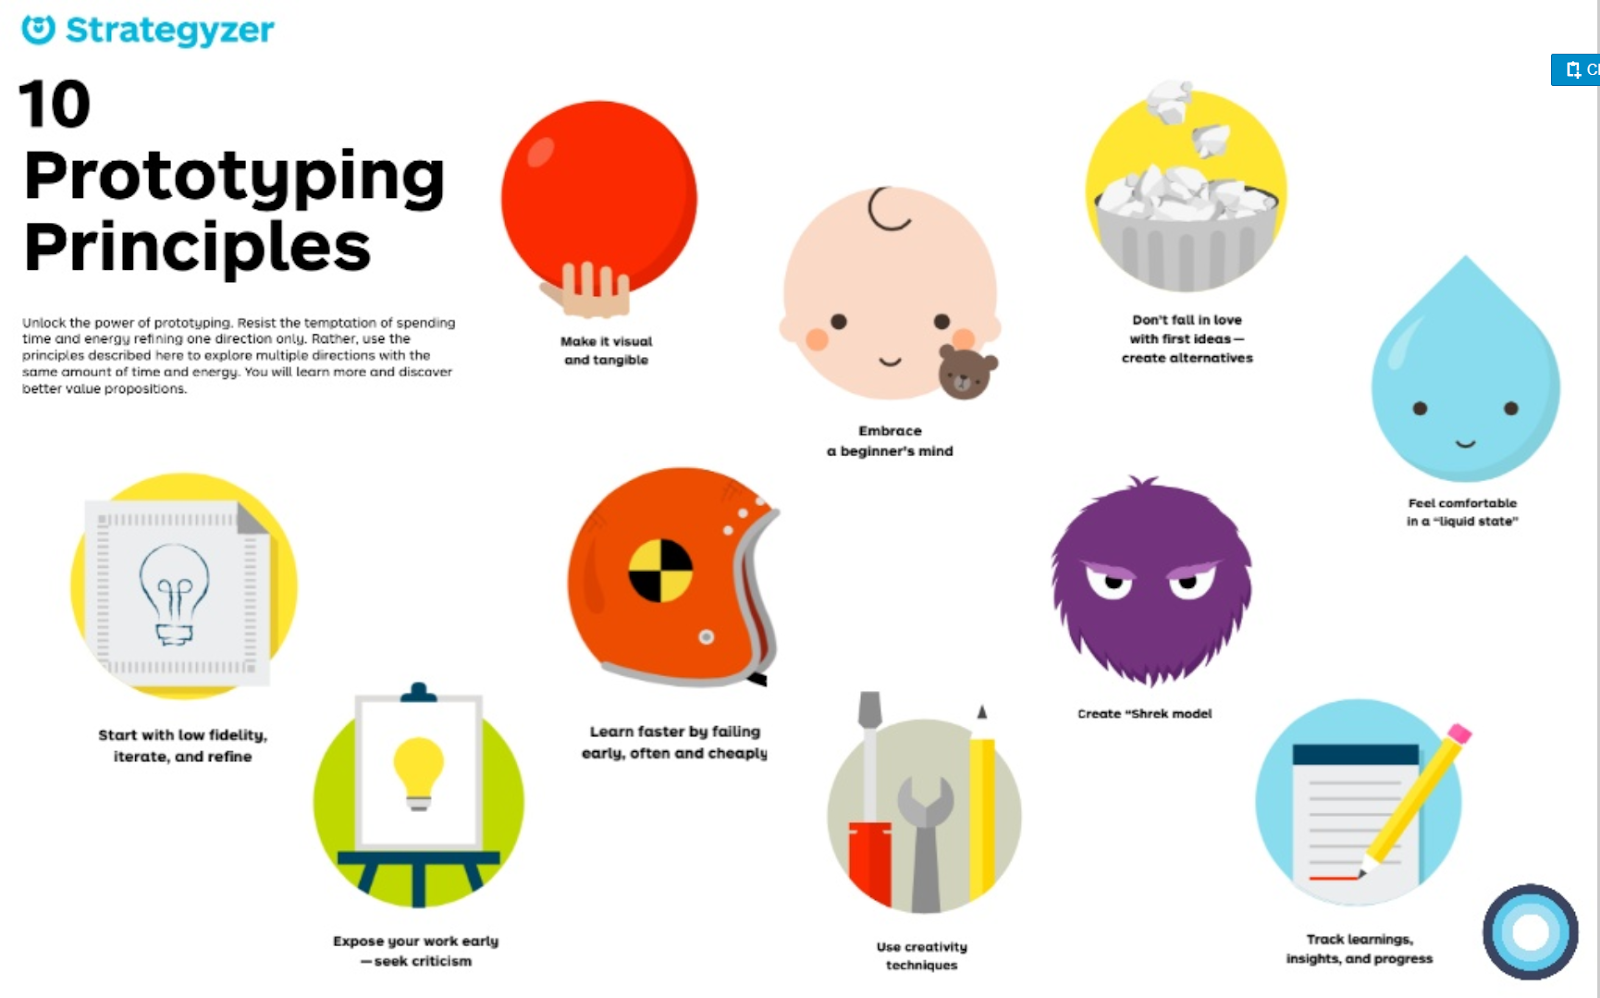 Strategyzer
10
Prototyping
Principles
Unlock the power of prototyping. Resist the temptation of spending
time and energy refining one direction only. Rather, use the
principles described here to explore multiple directions with the
same amount of time and energy. You will learn more and discover
better value propositions.
Make it visual
and tangible
Embrace
a beginner's mind
Don't fall in love
with first ideas—
create alternatives
Feel comfortable
in a "liquid state"
Start with low fidelity,
iterate, and refine
Expose your work early
—seek criticism
Learn faster by failing
early, often and cheaply
Use creativity
techniques
Create "Shrek model
Track learnings,
insights, and progress